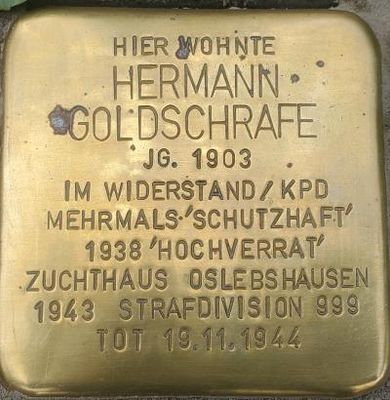 HIER WOHNTE
HERMANN
GOLDSCHRAFE
JG. 1903
IM WIDERSTAND / KPD
MEHRMALS 'SCHUTZHAFT'
1938 'HOCHVERRAT'
ZUCHTHAUS OSLEBSHAUSEN
1943 STRAFDIVISION 999
TOT 19.11.1944